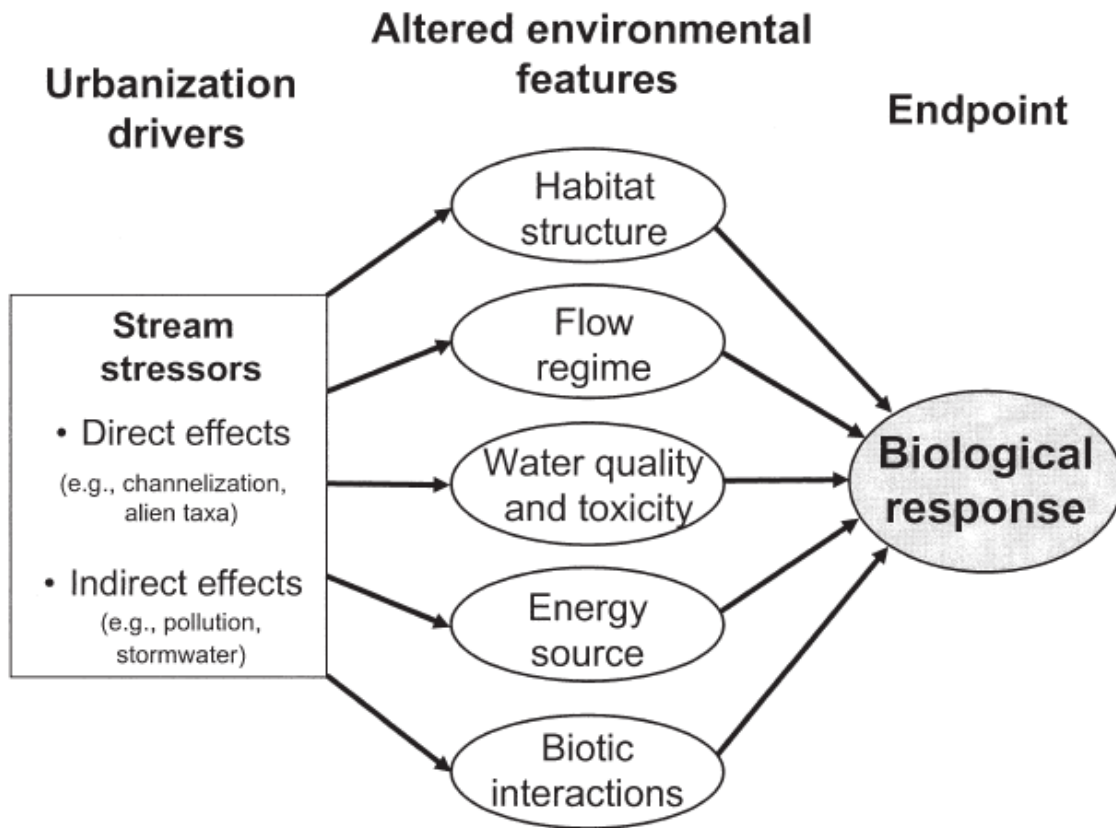 Urbanization
drivers
Altered environmental
features
Endpoint
Stream
stressors
• Direct effects
(e.g., channelization,
alien taxa)
• Indirect effects
(e.g., pollution,
stormwater)
Habitat
structure
Flow
regime
Water quality
and toxicity
Energy
source
Biotic
interactions
Biological
response